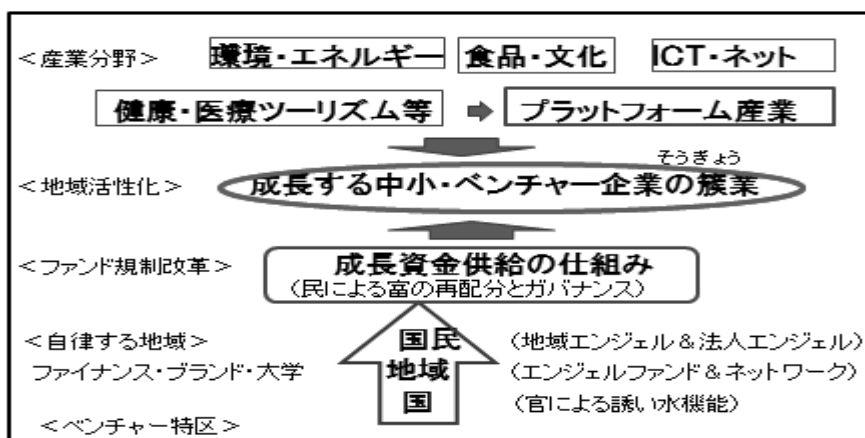 ＜産業分野＞ 環境・エネルギー 食品・文化 ICT・ネット
健康・医療ツーリズム等 プラットフォーム産業
そうぎょう
＜地域活性化＞ 成長する中小・ベンチャー企業の簇業
＜ファンド規制改革＞ 成長資金供給の仕組み
（民による富の再配分とガバナンス）
＜自律する地域＞ 国民 （地域エンジェル＆法人エンジェル）
ファイナンス・ブランド・大学 地域 （エンジェルファンド＆ネットワーク）
国 （官による誘い水機能）
＜ベンチャー特区＞